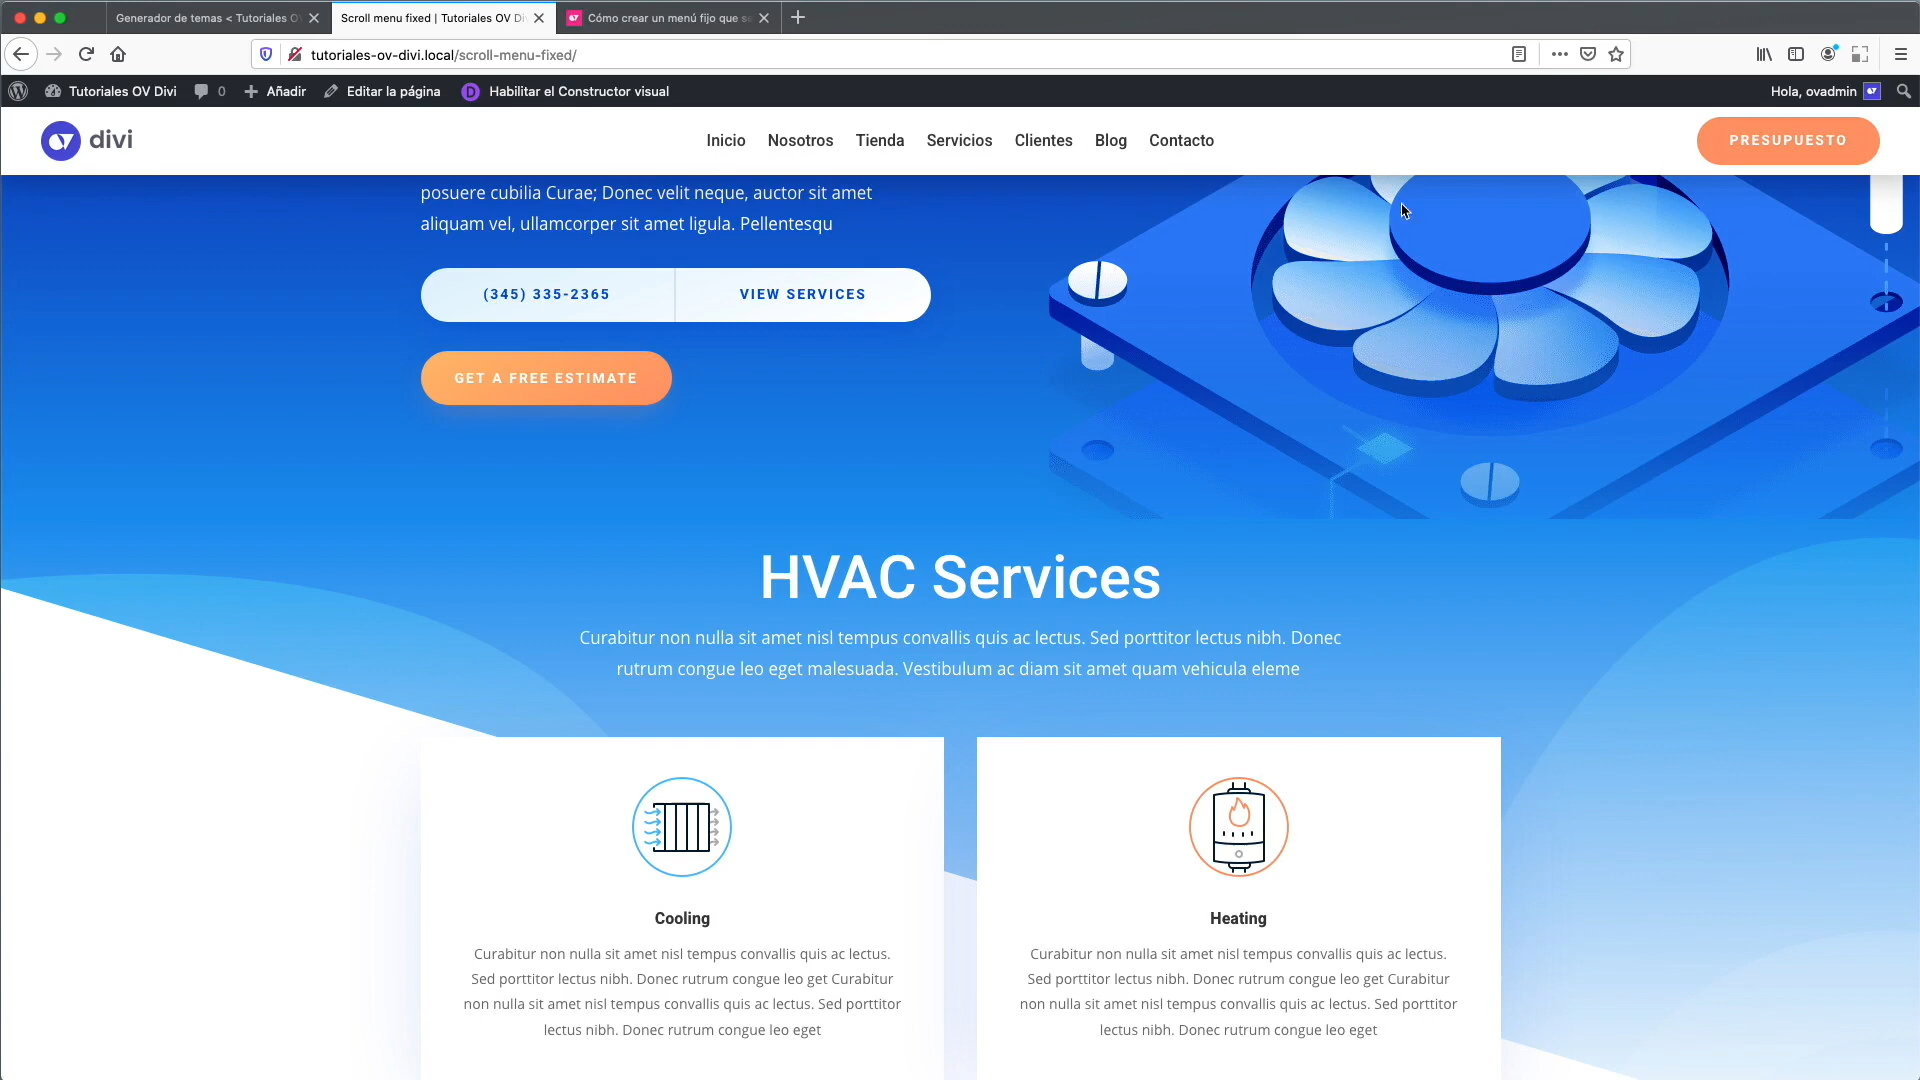 Generador de temas < Tutoriales O
Scroll menu fixed | Tutoriales OV Di
Cómo crear un menú fijo que s
tutoriales-ov-divi.local/scroll-menu-fixed/
Tutoriales OV Divi
0
Añadir
Editar la página
D
Habilitar el Constructor visual
Hola, ovadmin
divi
Inicio
Nosotros
Tienda
Servicios
Clientes
Blog
Contacto
PRESUPUESTO
posuere cubilia Curae; Donec velit neque, auctor sit amet
aliquam vel, ullamcorper sit amet ligula. Pellentesqu
(345) 335-2365
VIEW SERVICES
GET A FREE ESTIMATE
HVAC Services
Curabitur non nulla sit amet nisl tempus convallis quis ac lectus. Sed porttitor lectus nibh. Donec
rutrum congue leo eget malesuada. Vestibulum ac diam sit amet quam vehicula eleme
Cooling
Curabitur non nulla sit amet nisl tempus convallis quis ac lectus.
Sed porttitor lectus nibh. Donec rutrum congue leo get Curabitur
non nulla sit amet nisl tempus convallis quis ac lectus. Sed porttitor
lectus nibh. Donec rutrum congue leo eget
Heating
Curabitur non nulla sit amet nisl tempus convallis quis ac lectus.
Sed porttitor lectus nibh. Donec rutrum congue leo get Curabitur
non nulla sit amet nisl tempus convallis quis ac lectus. Sed porttitor
lectus nibh. Donec rutrum congue leo eget